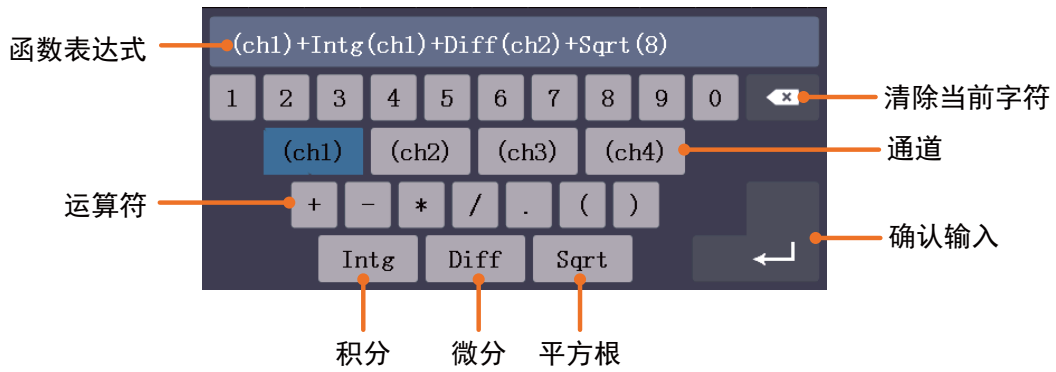 函数表达式
(ch1)+Intg(ch1)+Diff(ch2)+Sqrt(8)
1 2 3 4 5 6 7 8 9 0
清除当前字符
(ch1) (ch2) (ch3) (ch4)
通道
运算符
+ - * / . ( )
确认输入
Intg Diff Sqrt
积分 微分 平方根